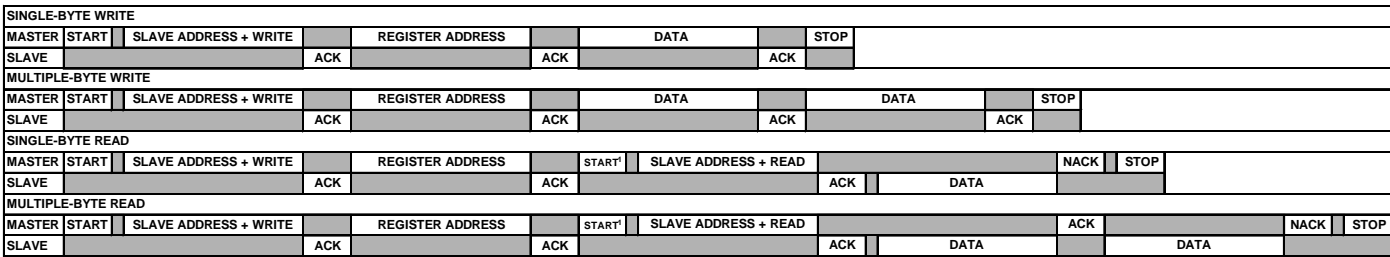 SINGLE-BYTE WRITE
MASTER START SLAVE ADDRESS + WRITE REGISTER ADDRESS DATA STOP
SLAVE ACK ACK ACK
MULTIPLE-BYTE WRITE
MASTER START SLAVE ADDRESS + WRITE REGISTER ADDRESS DATA DATA STOP
SLAVE ACK ACK ACK ACK
SINGLE-BYTE READ
MASTER START SLAVE ADDRESS + WRITE REGISTER ADDRESS START¹ SLAVE ADDRESS + READ NACK STOP
SLAVE ACK ACK ACK DATA
MULTIPLE-BYTE READ
MASTER START SLAVE ADDRESS + WRITE REGISTER ADDRESS START¹ SLAVE ADDRESS + READ ACK NACK STOP
SLAVE ACK ACK ACK DATA DATA